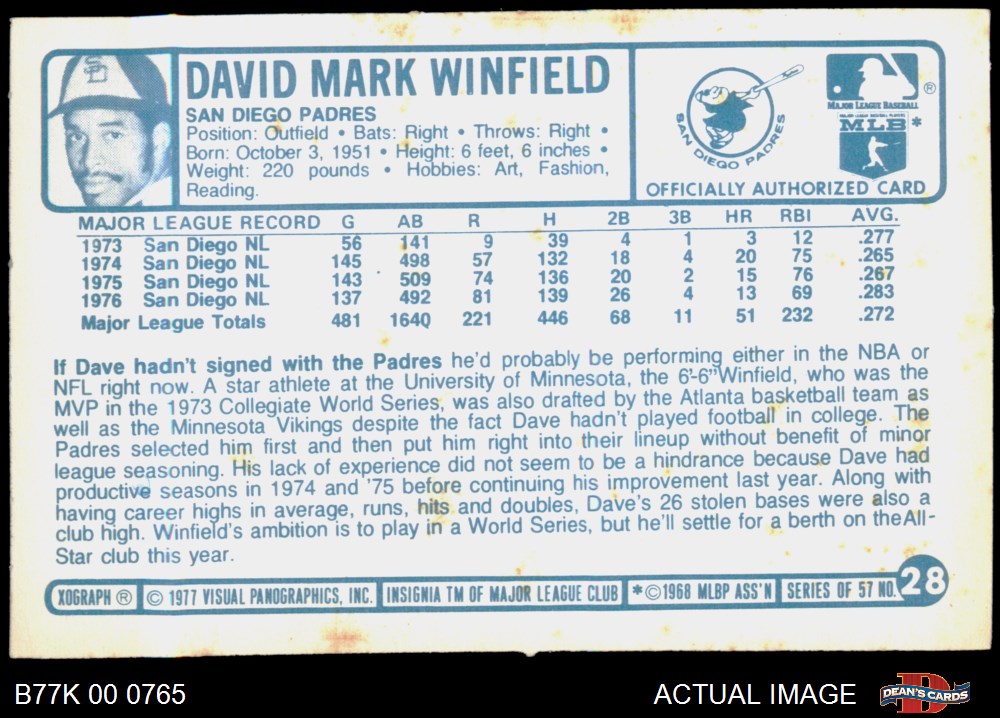 DAVID MARK WINFIELD
SAN DIEGO PADRES
Position: Outfield • Bats: Right • Throws: Right •
Born: October 3, 1951 • Height: 6 feet, 6 inches •
Weight: 220 pounds • Hobbies: Art, Fashion,
Reading.
SD
SAN DIEGO PADRES
MAJOR LEAGUE BASEBALL ®
MAJOR LEAGUE BASEBALL PLAYERS
MLB *
OFFICIALLY AUTHORIZED CARD
MAJOR LEAGUE RECORD G AB R H 2B 3B HR RBI AVG.
1973 San Diego NL 56 141 9 39 4 1 3 12 .277
1974 San Diego NL 145 498 57 132 18 4 20 75 .265
1975 San Diego NL 143 509 74 136 20 2 15 76 .267
1976 San Diego NL 137 492 81 139 26 4 13 69 .283
Major League Totals 481 1640 221 446 68 11 51 232 .272
If Dave hadn't signed with the Padres he'd probably be performing either in the NBA or
NFL right now. A star athlete at the University of Minnesota, the 6'-6" Winfield, who was the
MVP in the 1973 Collegiate World Series, was also drafted by the Atlanta basketball team as
well as the Minnesota Vikings despite the fact Dave hadn't played football in college. The
Padres selected him first and then put him right into their lineup without benefit of minor
league seasoning. His lack of experience did not seem to be a hindrance because Dave had
productive seasons in 1974 and '75 before continuing his improvement last year. Along with
having career highs in average, runs, hits and doubles, Dave's 26 stolen bases were also a
club high. Winfield's ambition is to play in a World Series, but he'll settle for a berth on the All-
Star club this year.
XOGRAPH ® © 1977 VISUAL PANOGRAPHICS, INC. INSIGNIA TM OF MAJOR LEAGUE CLUB *©1968 MLBP ASS'N SERIES OF 57 NO. 28
B77K 00 0765 ACTUAL IMAGE DEAN'S CARDS